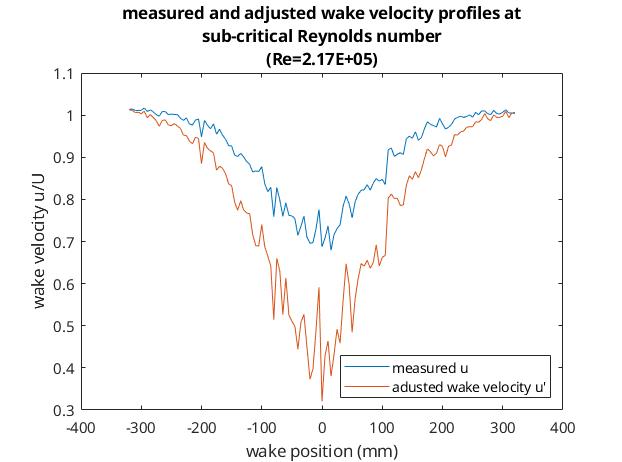 measured and adjusted wake velocity profiles at
sub-critical Reynolds number
(Re=2.17E+05)
1.1
1
0.9
0.8
0.7
0.6
0.5
0.4
0.3
wake velocity u/U
measured u
adusted wake velocity u'
-400 -300 -200 -100 0 100 200 300 400
wake position (mm)